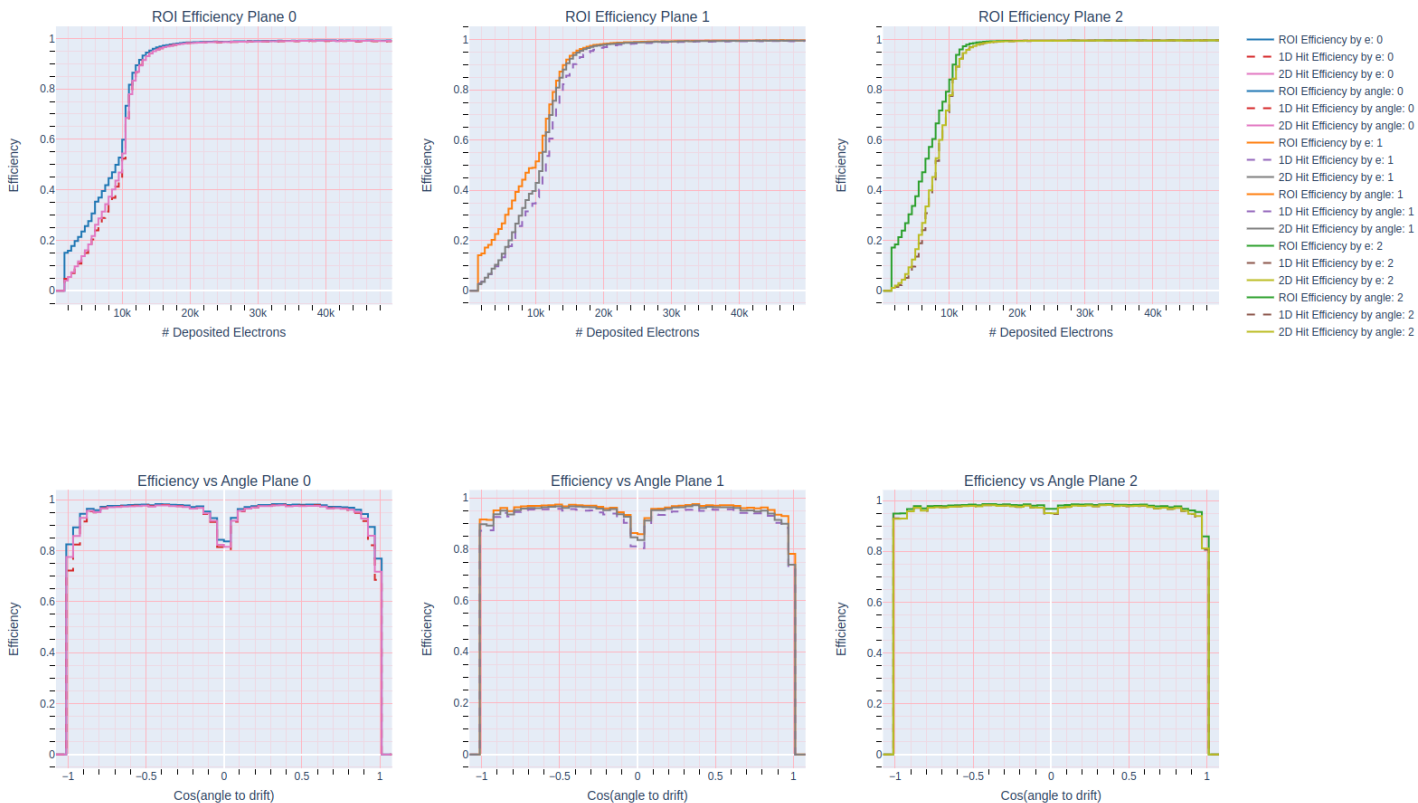 ROI Efficiency Plane 0
1
0.8
0.6
0.4
0.2
0
Efficiency
10k
20k
30k
40k
# Deposited Electrons
ROI Efficiency Plane 1
1
0.8
0.6
0.4
0.2
0
Efficiency
10k
20k
30k
40k
# Deposited Electrons
ROI Efficiency Plane 2
1
0.8
0.6
0.4
0.2
0
Efficiency
10k
20k
30k
40k
# Deposited Electrons
ROI Efficiency by e: 0
1D Hit Efficiency by e: 0
2D Hit Efficiency by e: 0
ROI Efficiency by angle: 0
1D Hit Efficiency by angle: 0
2D Hit Efficiency by angle: 0
ROI Efficiency by e: 1
1D Hit Efficiency by e: 1
2D Hit Efficiency by e: 1
ROI Efficiency by angle: 1
1D Hit Efficiency by angle: 1
2D Hit Efficiency by angle: 1
ROI Efficiency by e: 2
1D Hit Efficiency by e: 2
2D Hit Efficiency by e: 2
ROI Efficiency by angle: 2
1D Hit Efficiency by angle: 2
2D Hit Efficiency by angle: 2
Efficiency vs Angle Plane 0
1
0.8
0.6
0.4
0.2
0
Efficiency
−1
−0.5
0
0.5
1
Cos(angle to drift)
Efficiency vs Angle Plane 1
1
0.8
0.6
0.4
0.2
0
Efficiency
−1
−0.5
0
0.5
1
Cos(angle to drift)
Efficiency vs Angle Plane 2
1
0.8
0.6
0.4
0.2
0
Efficiency
−1
−0.5
0
0.5
1
Cos(angle to drift)